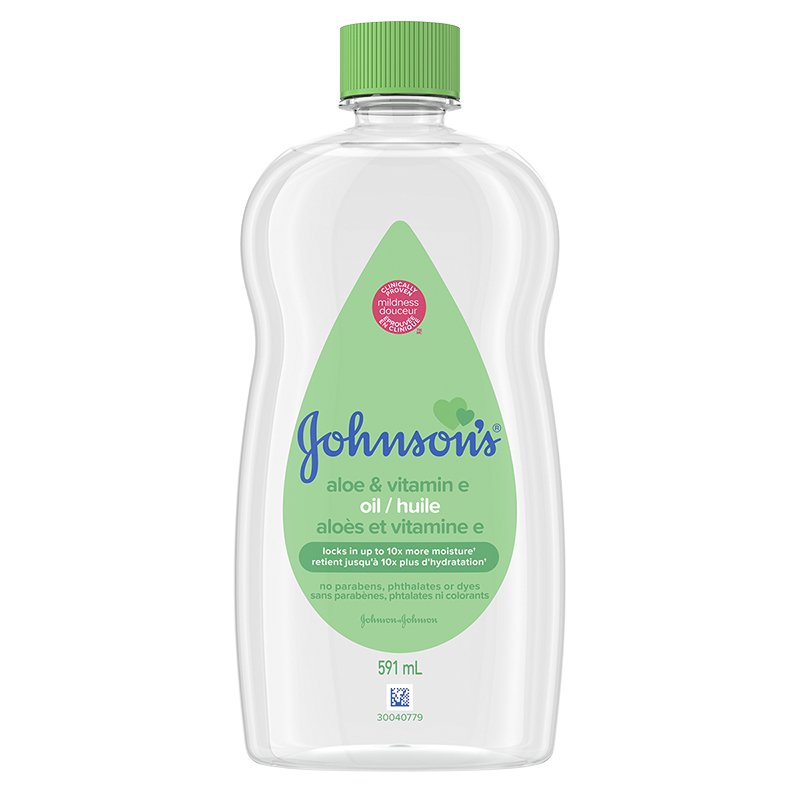 CLINICALLY
PROVEN
mildness
douceur
ÉPROUVÉE
EN CLINIQUE
Johnson's®
aloe & vitamin e
oil / huile
aloès et vitamine e
locks in up to 10x more moisture†
retient jusqu'à 10x plus d'hydratation†
no parabens, phthalates or dyes
sans parabènes, phtalates ni colorants
Johnson & Johnson
591 mL
30040779